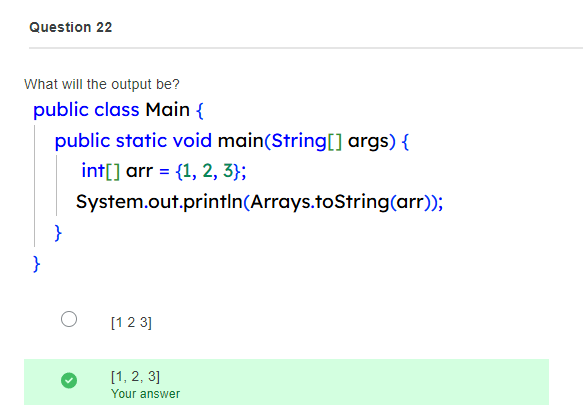 Question 22
What will the output be?
public class Main {
public static void main(String[] args) {
int[] arr = {1, 2, 3};
System.out.println(Arrays.toString(arr));
}
}
[1 2 3]
[1, 2, 3]
Your answer